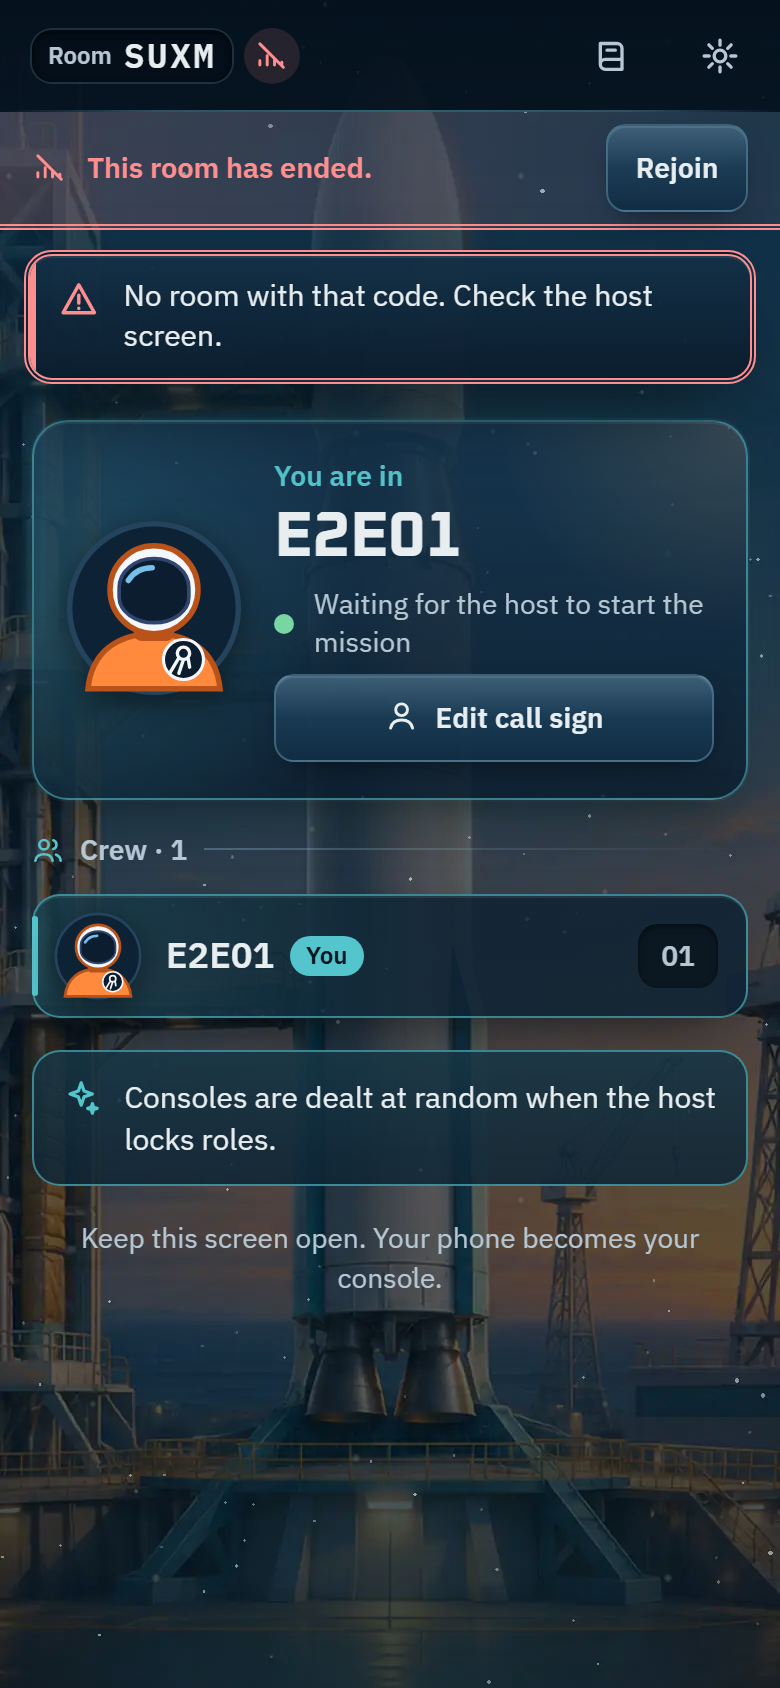 Room SUXM
This room has ended.
Rejoin
No room with that code. Check the host
screen.
You are in
E2E01
Waiting for the host to start the
mission
Edit call sign
Crew · 1
E2E01 You 01
Consoles are dealt at random when the host
locks roles.
Keep this screen open. Your phone becomes your
console.